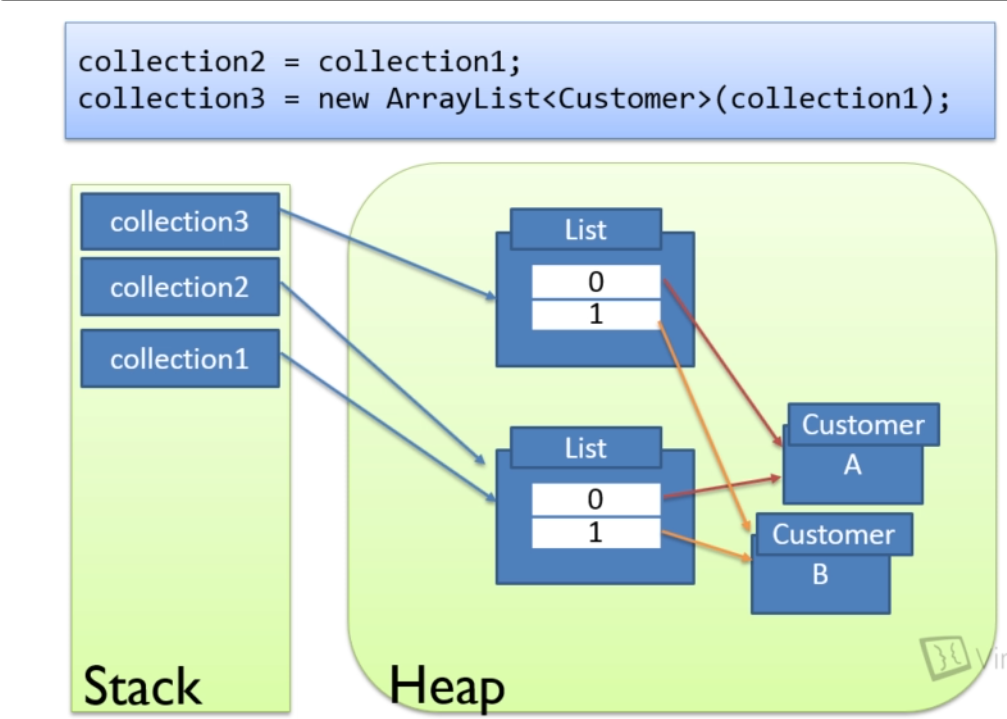 collection2 = collection1;
collection3 = new ArrayList<Customer>(collection1);
collection3
collection2
collection1
List
0
1
List
0
1
Customer
A
Customer
B
Stack
Heap